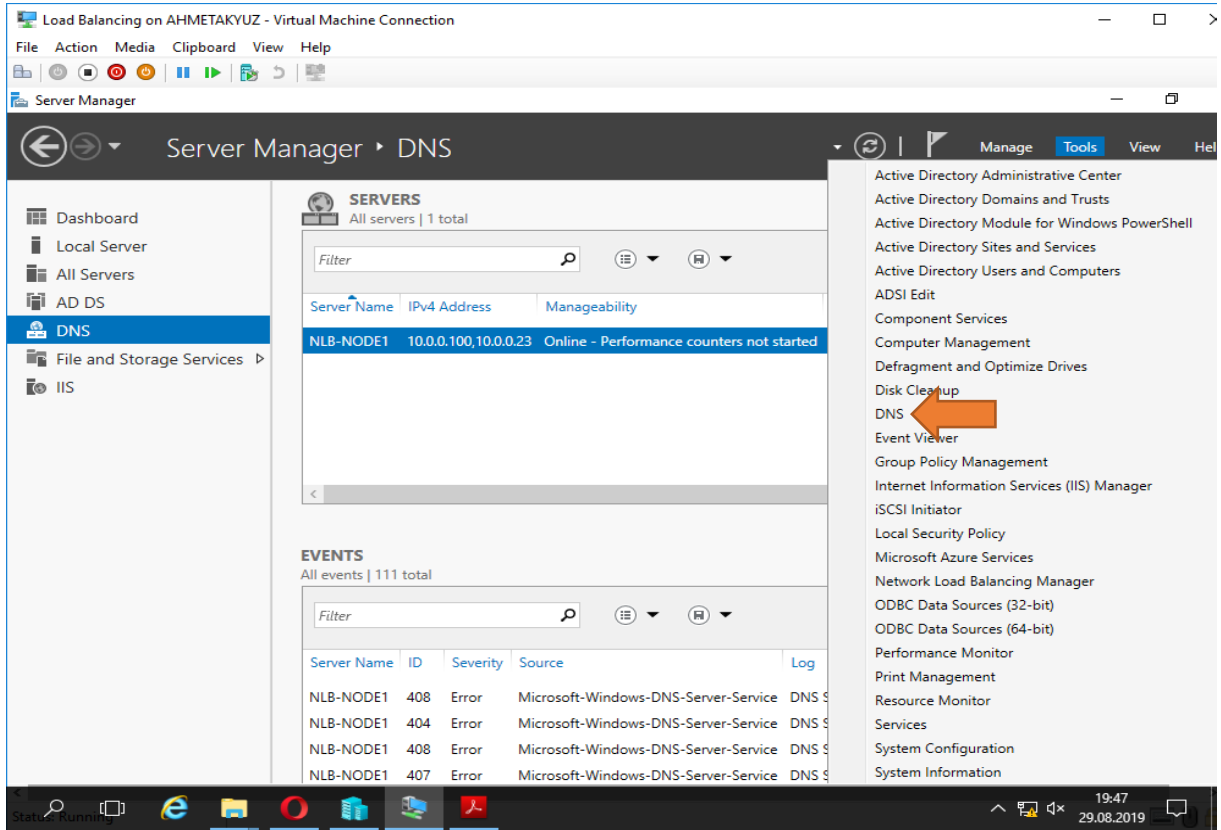 Load Balancing on AHMETAKYUZ - Virtual Machine Connection
File Action Media Clipboard View Help
Server Manager
Server Manager • DNS
Manage Tools View Hel
Dashboard
Local Server
All Servers
AD DS
DNS
File and Storage Services
IIS
SERVERS
All servers | 1 total
Filter
Server Name IPv4 Address Manageability
NLB-NODE1 10.0.0.100,10.0.0.23 Online - Performance counters not started
EVENTS
All events | 111 total
Filter
Server Name ID Severity Source Log
NLB-NODE1 408 Error Microsoft-Windows-DNS-Server-Service DNS S
NLB-NODE1 404 Error Microsoft-Windows-DNS-Server-Service DNS S
NLB-NODE1 408 Error Microsoft-Windows-DNS-Server-Service DNS S
NLB-NODE1 407 Error Microsoft-Windows-DNS-Server-Service DNS S
Active Directory Administrative Center
Active Directory Domains and Trusts
Active Directory Module for Windows PowerShell
Active Directory Sites and Services
Active Directory Users and Computers
ADSI Edit
Component Services
Computer Management
Defragment and Optimize Drives
Disk Cleanup
DNS
Event Viewer
Group Policy Management
Internet Information Services (IIS) Manager
iSCSI Initiator
Local Security Policy
Microsoft Azure Services
Network Load Balancing Manager
ODBC Data Sources (32-bit)
ODBC Data Sources (64-bit)
Performance Monitor
Print Management
Resource Monitor
Services
System Configuration
System Information
Status: Running
19:47
29.08.2019